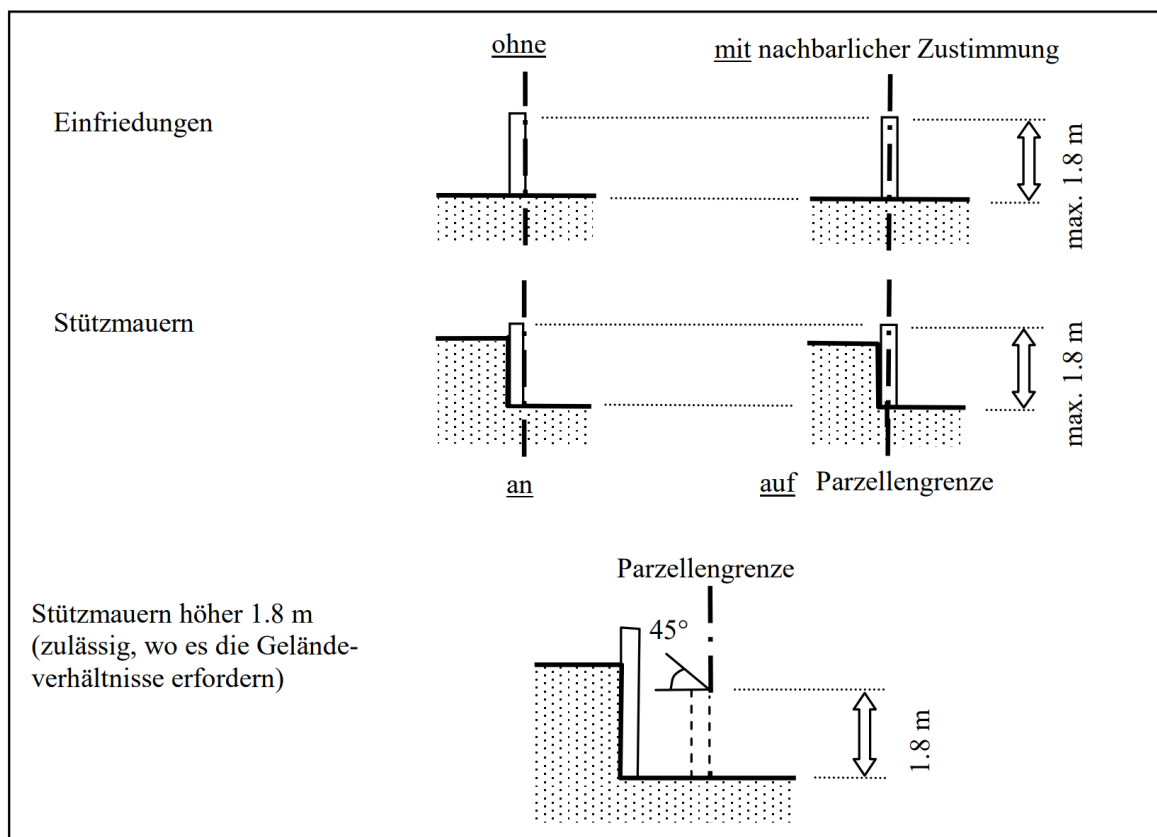 ohne
mit nachbarlicher Zustimmung
Einfriedungen
max. 1.8 m
Stützmauern
max. 1.8 m
an
auf Parzellengrenze
Parzellengrenze
Stützmauern höher 1.8 m
(zulässig, wo es die Gelände-
verhältnisse erfordern)
45°
1.8 m